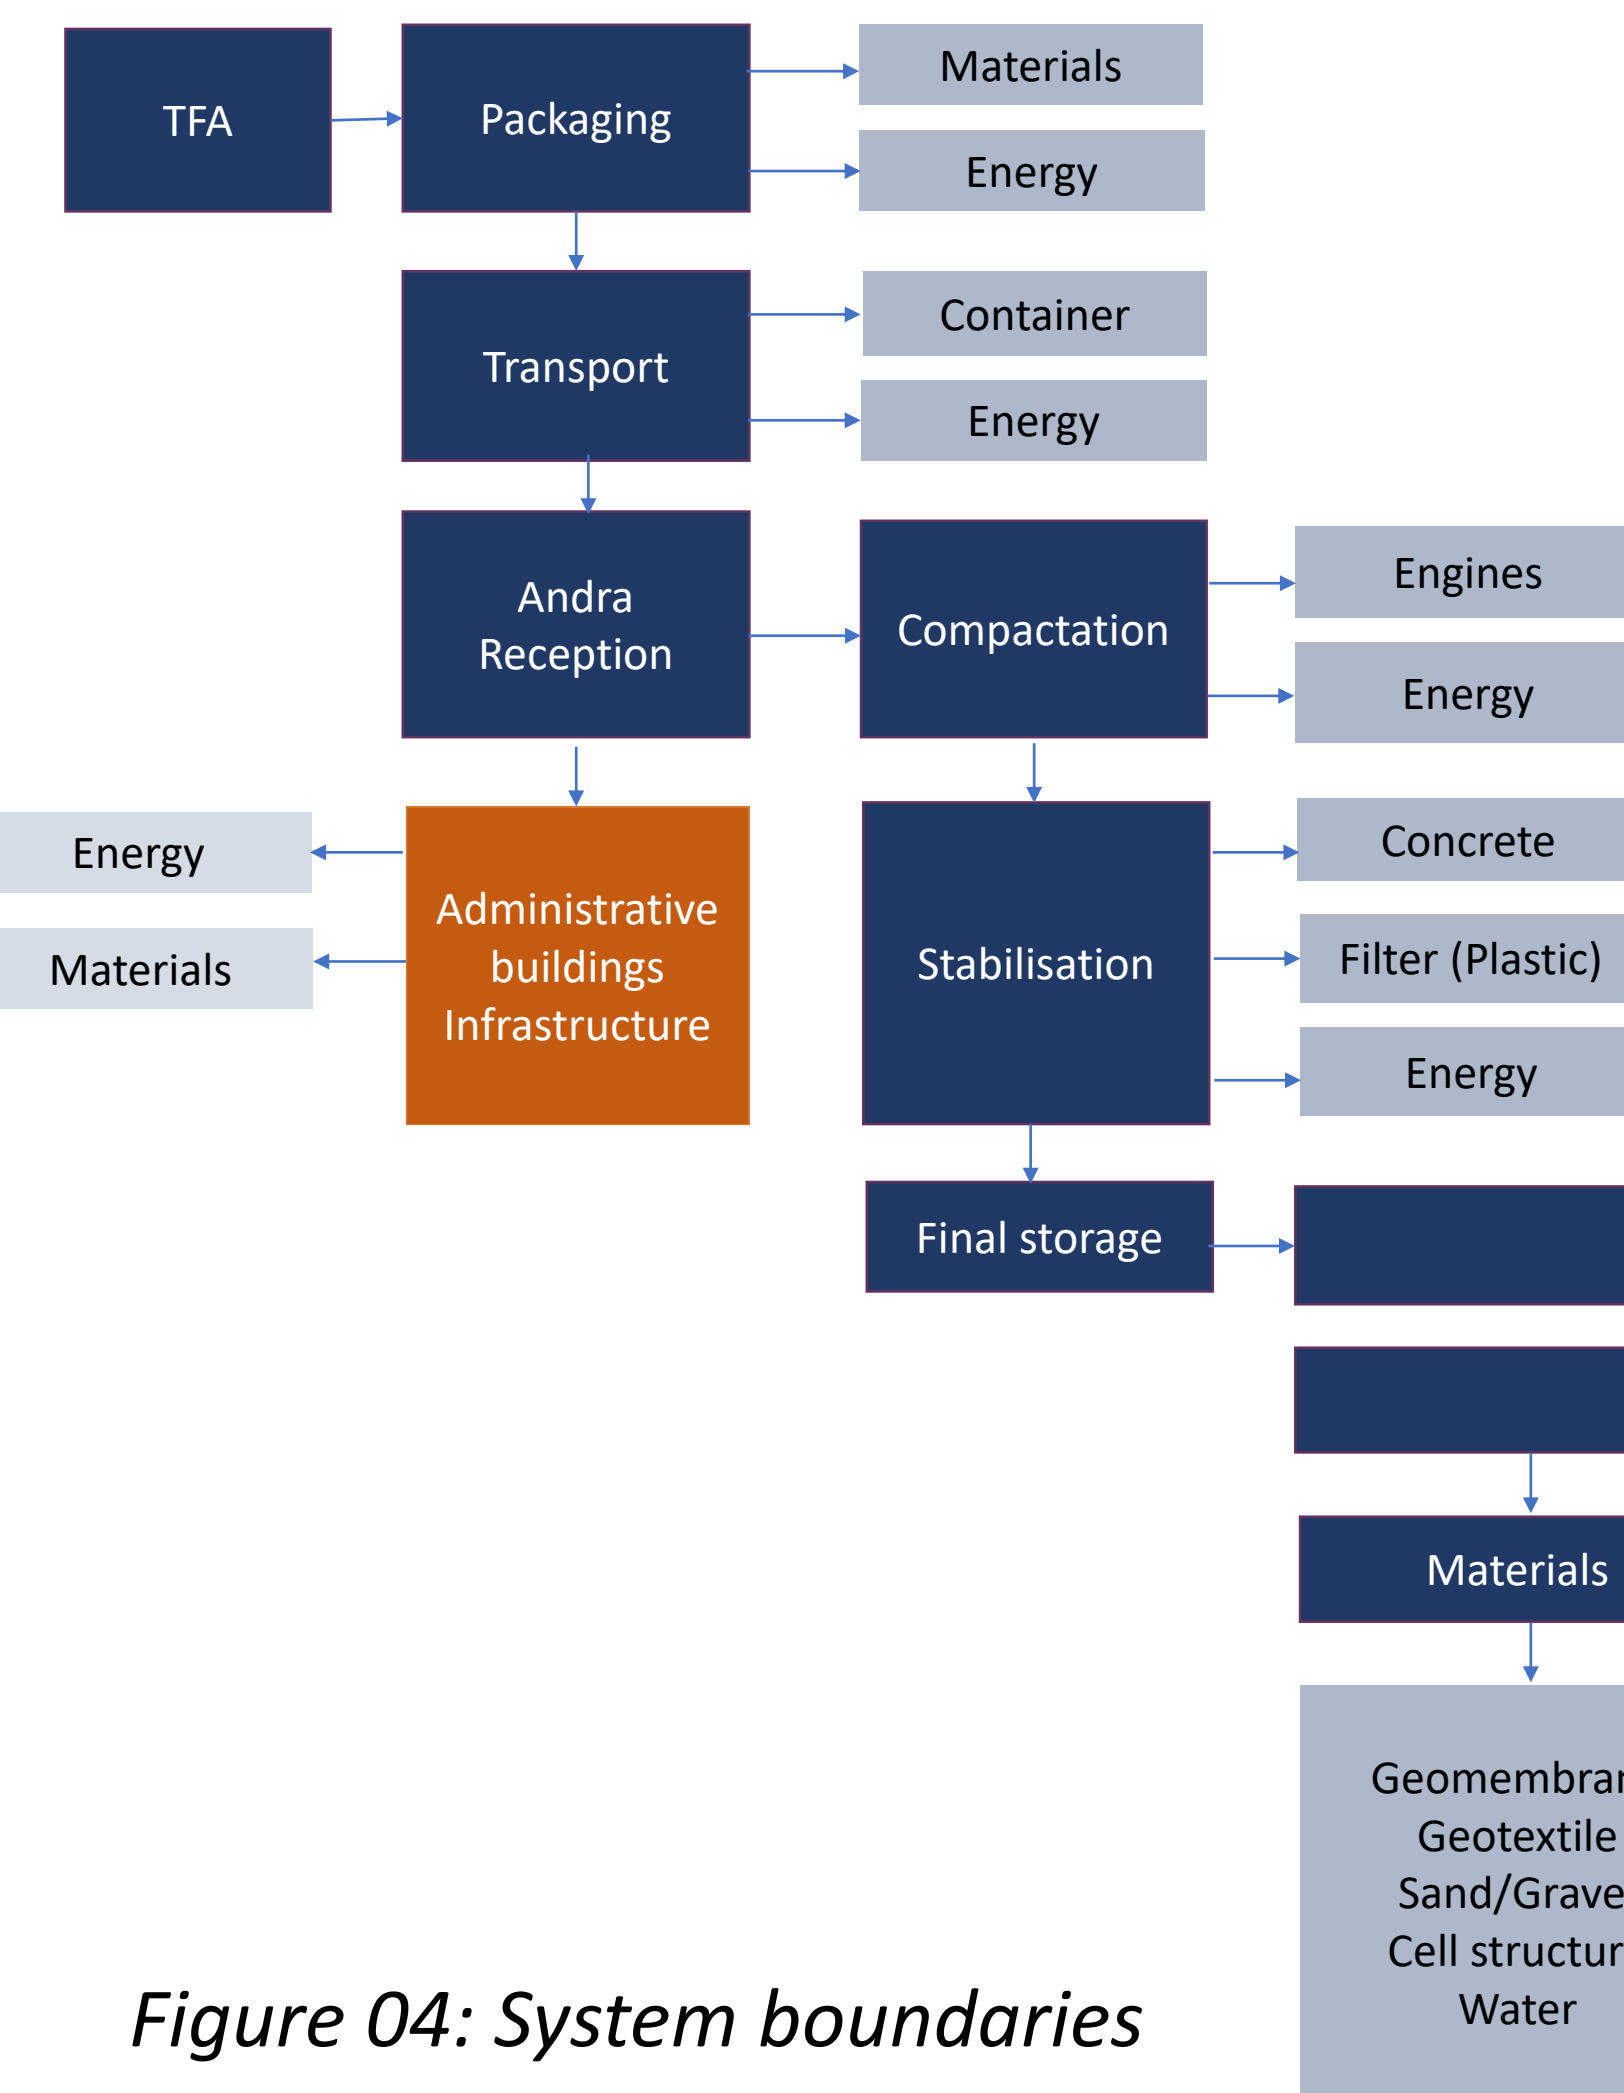 TFA
Packaging
Materials
Energy
Transport
Container
Energy
Andra
Reception
Compactation
Engines
Energy
Energy
Materials
Administrative
buildings
Infrastructure
Stabilisation
Concrete
Filter (Plastic)
Energy
Final storage
Materials
Geotextile
Cell
Water
Figure 04: System boundaries